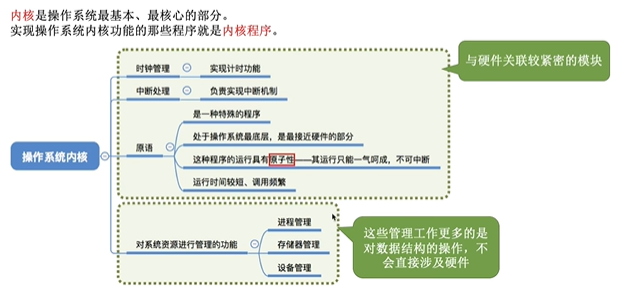 内核是操作系统最基本、最核心的部分。
实现操作系统内核功能的那些程序就是内核程序。
与硬件关联较紧密的模块
时钟管理
实现计时功能
中断处理
负责实现中断机制
是一种特殊的程序
处于操作系统最底层，是最接近硬件的部分
操作系统内核
原语
这种程序的运行具有原子性——其运行只能一气呵成，不可中断
运行时间较短、调用频繁
对系统资源进行管理的功能
进程管理
存储器管理
设备管理
这些管理工作更多的是
对数据结构的操作，不
会直接涉及硬件